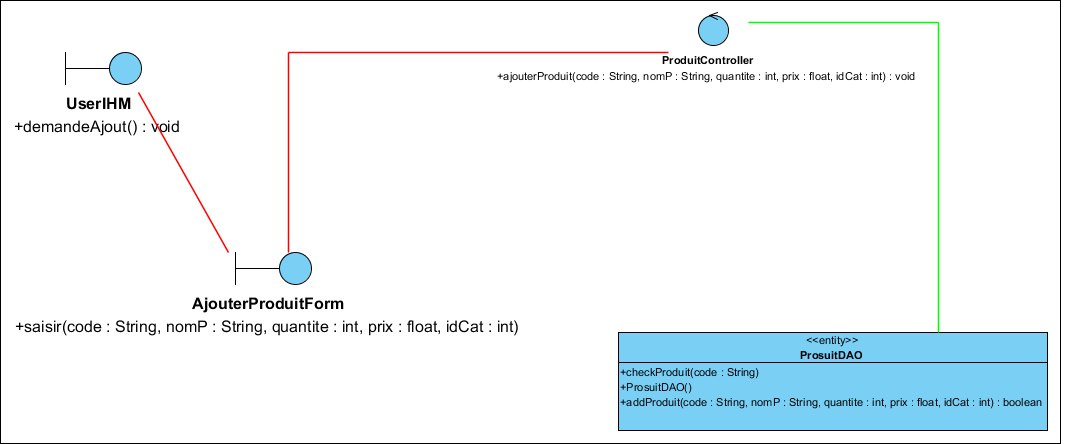 ProduitController
+ajouterProduit(code : String, nomP : String, quantite : int, prix : float, idCat : int) : void
UserIHM
+demandeAjout() : void
AjouterProduitForm
+saisir(code : String, nomP : String, quantite : int, prix : float, idCat : int)
<<entity>>
ProsuitDAO
+checkProduit(code : String)
+ProsuitDAO()
+addProduit(code : String, nomP : String, quantite : int, prix : float, idCat : int) : boolean